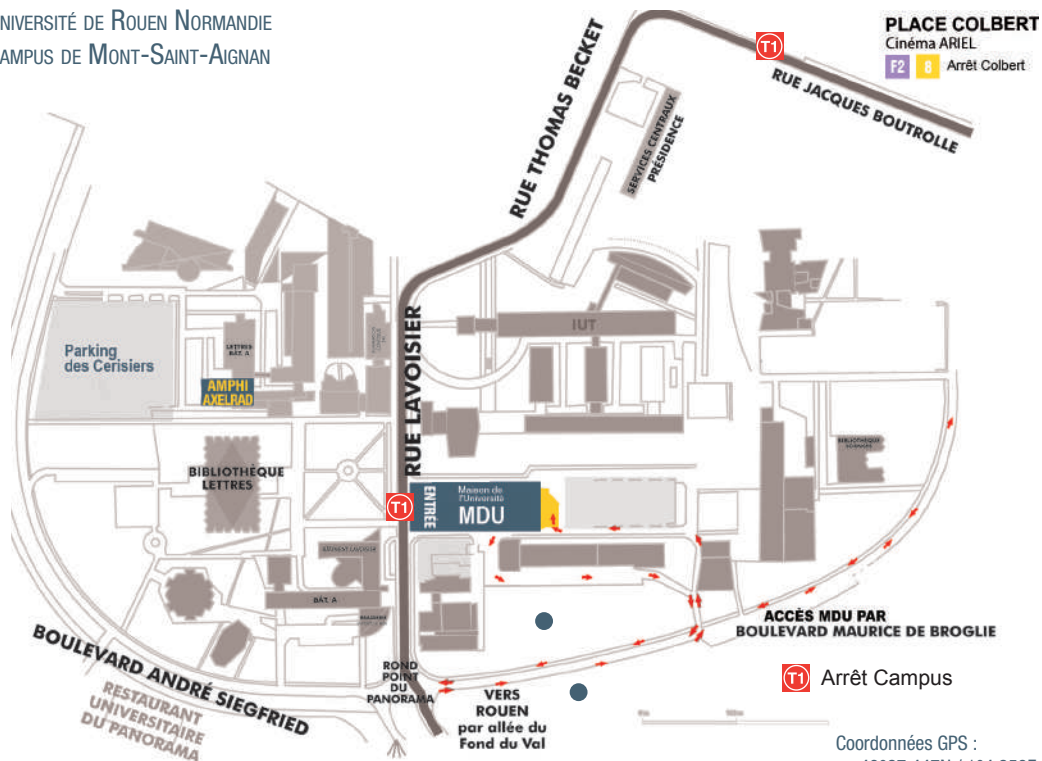 NIVERSITÉ DE ROUEN NORMANDIE
AMPUS DE MONT-SAINT-AIGNAN
T1
PLACE COLBERT
Cinéma ARIEL
F2 8 Arrêt Colbert
RUE JACQUES BOUTROLLE
RUE THOMAS BECKET
SERVICES CENTRAUX
PRÉSIDENCE
IUT
RUE LAVOISIER
Parking
des Cerisiers
LETTRES
BÂT. A
AMPHI
AXELRAD
BIBLIOTHÈQUE
LETTRES
BIBLIOTHÈQUE
SCIENCES
T1
ENTRÉE
Maison de
l'Université
MDU
BÂTIMENT LAVOISIER
BÂT. A
ACCÈS MDU PAR
BOULEVARD MAURICE DE BROGLIE
BOULEVARD ANDRÉ SIEGFRIED
ROND
POINT
DU
PANORAMA
RESTAURANT
UNIVERSITAIRE
DU PANORAMA
VERS
ROUEN
par allée du
Fond du Val
T1 Arrêt Campus
Coordonnées GPS :